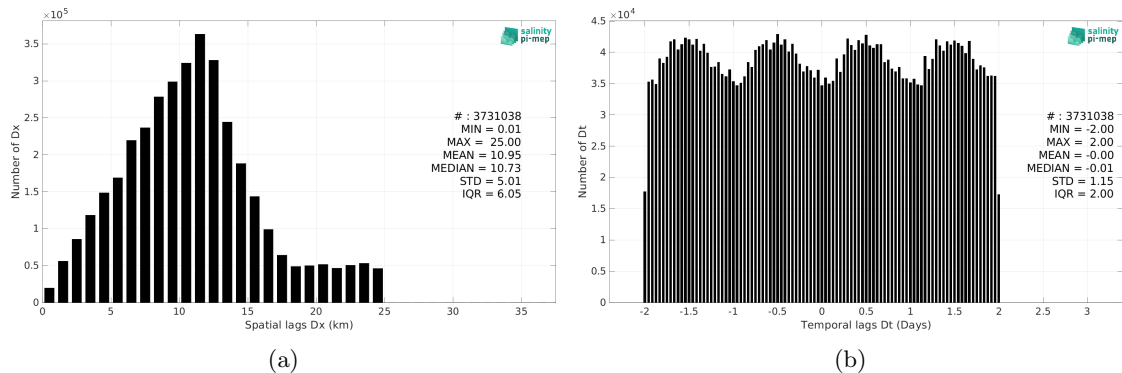 ×10⁵
3.5
3
2.5
2
1.5
1
0.5
0
Number of Dx
salinity
pi-mep
# : 3731038
MIN = 0.01
MAX = 25.00
MEAN = 10.95
MEDIAN = 10.73
STD = 5.01
IQR = 6.05
0 5 10 15 20 25 30 35
Spatial lags Dx (km)
(a)
×10⁴
4.5
4
3.5
3
2.5
2
1.5
1
0.5
0
Number of Dt
salinity
pi-mep
# : 3731038
MIN = -2.00
MAX = 2.00
MEAN = -0.00
MEDIAN = -0.01
STD = 1.15
IQR = 2.00
-2 -1.5 -1 -0.5 0 0.5 1 1.5 2 2.5 3
Temporal lags Dt (Days)
(b)